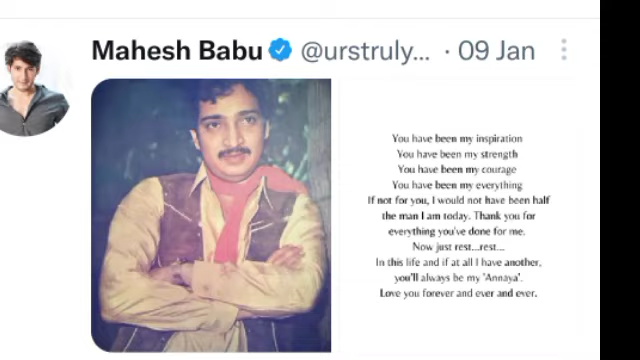 Mahesh Babu @urstruly... · 09 Jan
You have been my inspiration
You have been my strength
You have been my courage
You have been my everything
If not for you, I would not have been half
the man I am today. Thank you for
everything you've done for me.
Now just rest...rest...
In this life and if at all I have another,
you'll always be my 'Annaya'.
Love you forever and ever and ever.